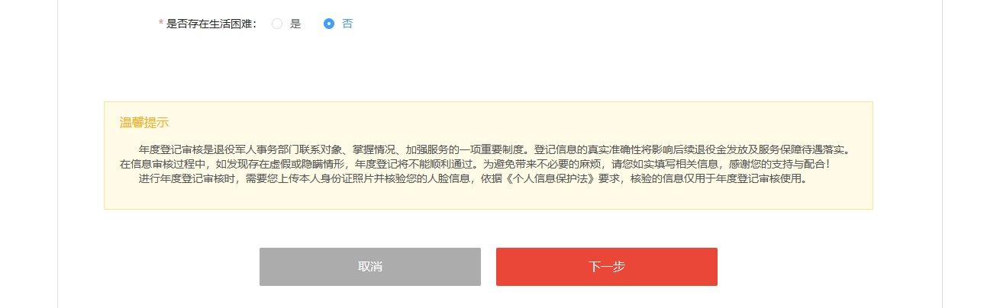 * 是否存在生活困难: 是 否
温馨提示
年度登记审核是退役军人事务部门联系对象、掌握情况、加强服务的一项重要制度。登记信息的真实准确性将影响后续退役金发放及服务保障待遇落实。
在信息审核过程中，如发现存在虚假或隐瞒情形，年度登记将不能顺利通过。为避免带来不必要的麻烦，请您如实填写相关信息，感谢您的支持与配合！
进行年度登记审核时，需要您上传本人身份证照片并核验您的人脸信息，依据《个人信息保护法》要求，核验的信息仅用于年度登记审核使用。
取消 下一步